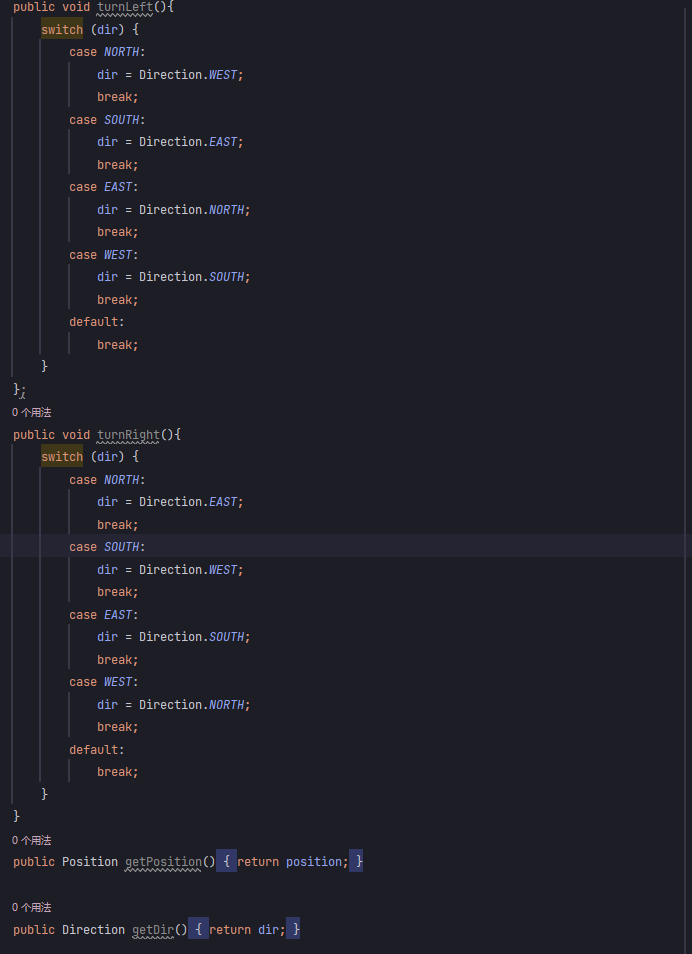 public void turnLeft(){
    switch (dir) {
        case NORTH:
            dir = Direction.WEST;
            break;
        case SOUTH:
            dir = Direction.EAST;
            break;
        case EAST:
            dir = Direction.NORTH;
            break;
        case WEST:
            dir = Direction.SOUTH;
            break;
        default:
            break;
    }
};
0 个用法
public void turnRight(){
    switch (dir) {
        case NORTH:
            dir = Direction.EAST;
            break;
        case SOUTH:
            dir = Direction.WEST;
            break;
        case EAST:
            dir = Direction.SOUTH;
            break;
        case WEST:
            dir = Direction.NORTH;
            break;
        default:
            break;
    }
}
0 个用法
public Position getPosition() { return position; }
0 个用法
public Direction getDir() { return dir; }